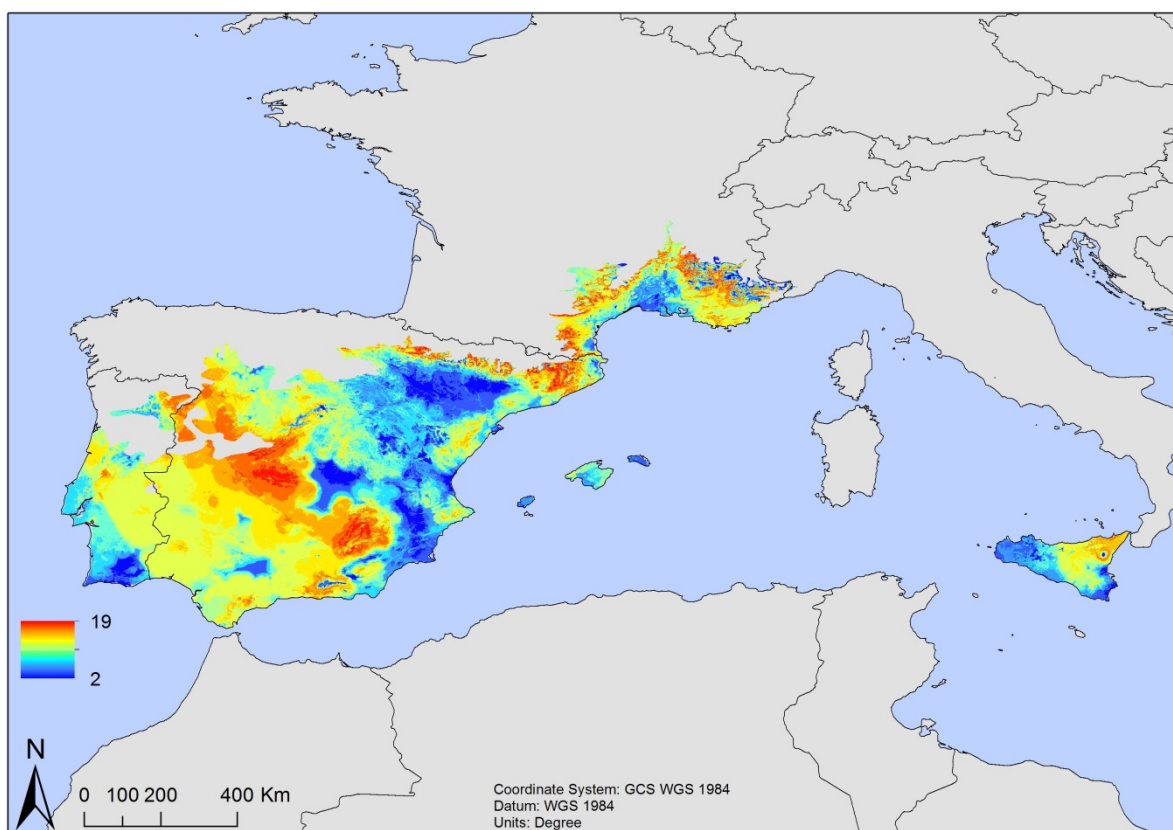 19
2
N
0 100 200 400 Km
Coordinate System: GCS WGS 1984
Datum: WGS 1984
Units: Degree